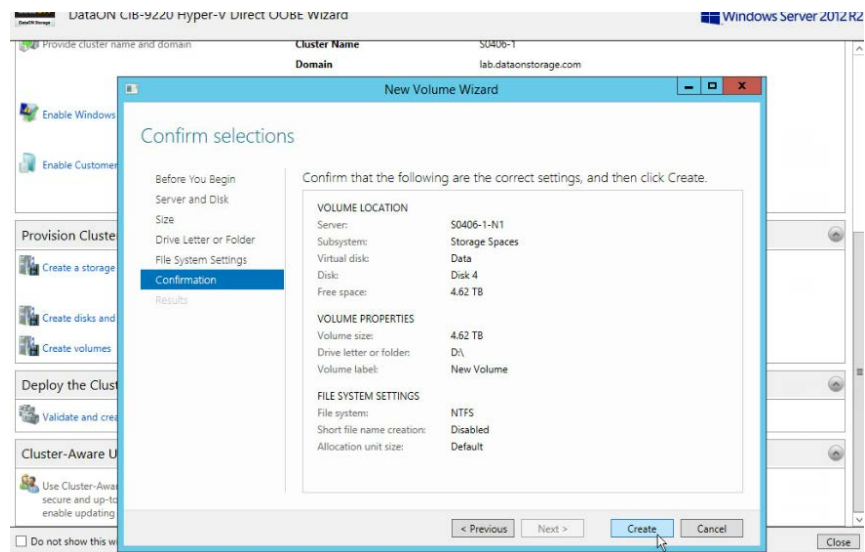 DataON CiB-9220 Hyper-V Direct OOBE Wizard
Windows Server 2012 R2
Provide cluster name and domain
Cluster Name S0406-1
Domain lab.dataonstorage.com
New Volume Wizard
Enable Windows
Enable Customer
Confirm selections
Before You Begin
Server and Disk
Size
Drive Letter or Folder
File System Settings
Confirmation
Results
Confirm that the following are the correct settings, and then click Create.
VOLUME LOCATION
Server: S0406-1-N1
Subsystem: Storage Spaces
Virtual disk: Data
Disk: Disk 4
Free space: 4.62 TB
VOLUME PROPERTIES
Volume size: 4.62 TB
Drive letter or folder: D:\
Volume label: New Volume
FILE SYSTEM SETTINGS
File system: NTFS
Short file name creation: Disabled
Allocation unit size: Default
< Previous Next > Create Cancel
Provision Cluste
Create a storage
Create disks and
Create volumes
Deploy the Clust
Validate and crea
Cluster-Aware U
Use Cluster-Awa
secure and up-to
enable updating
Do not show this w
Close